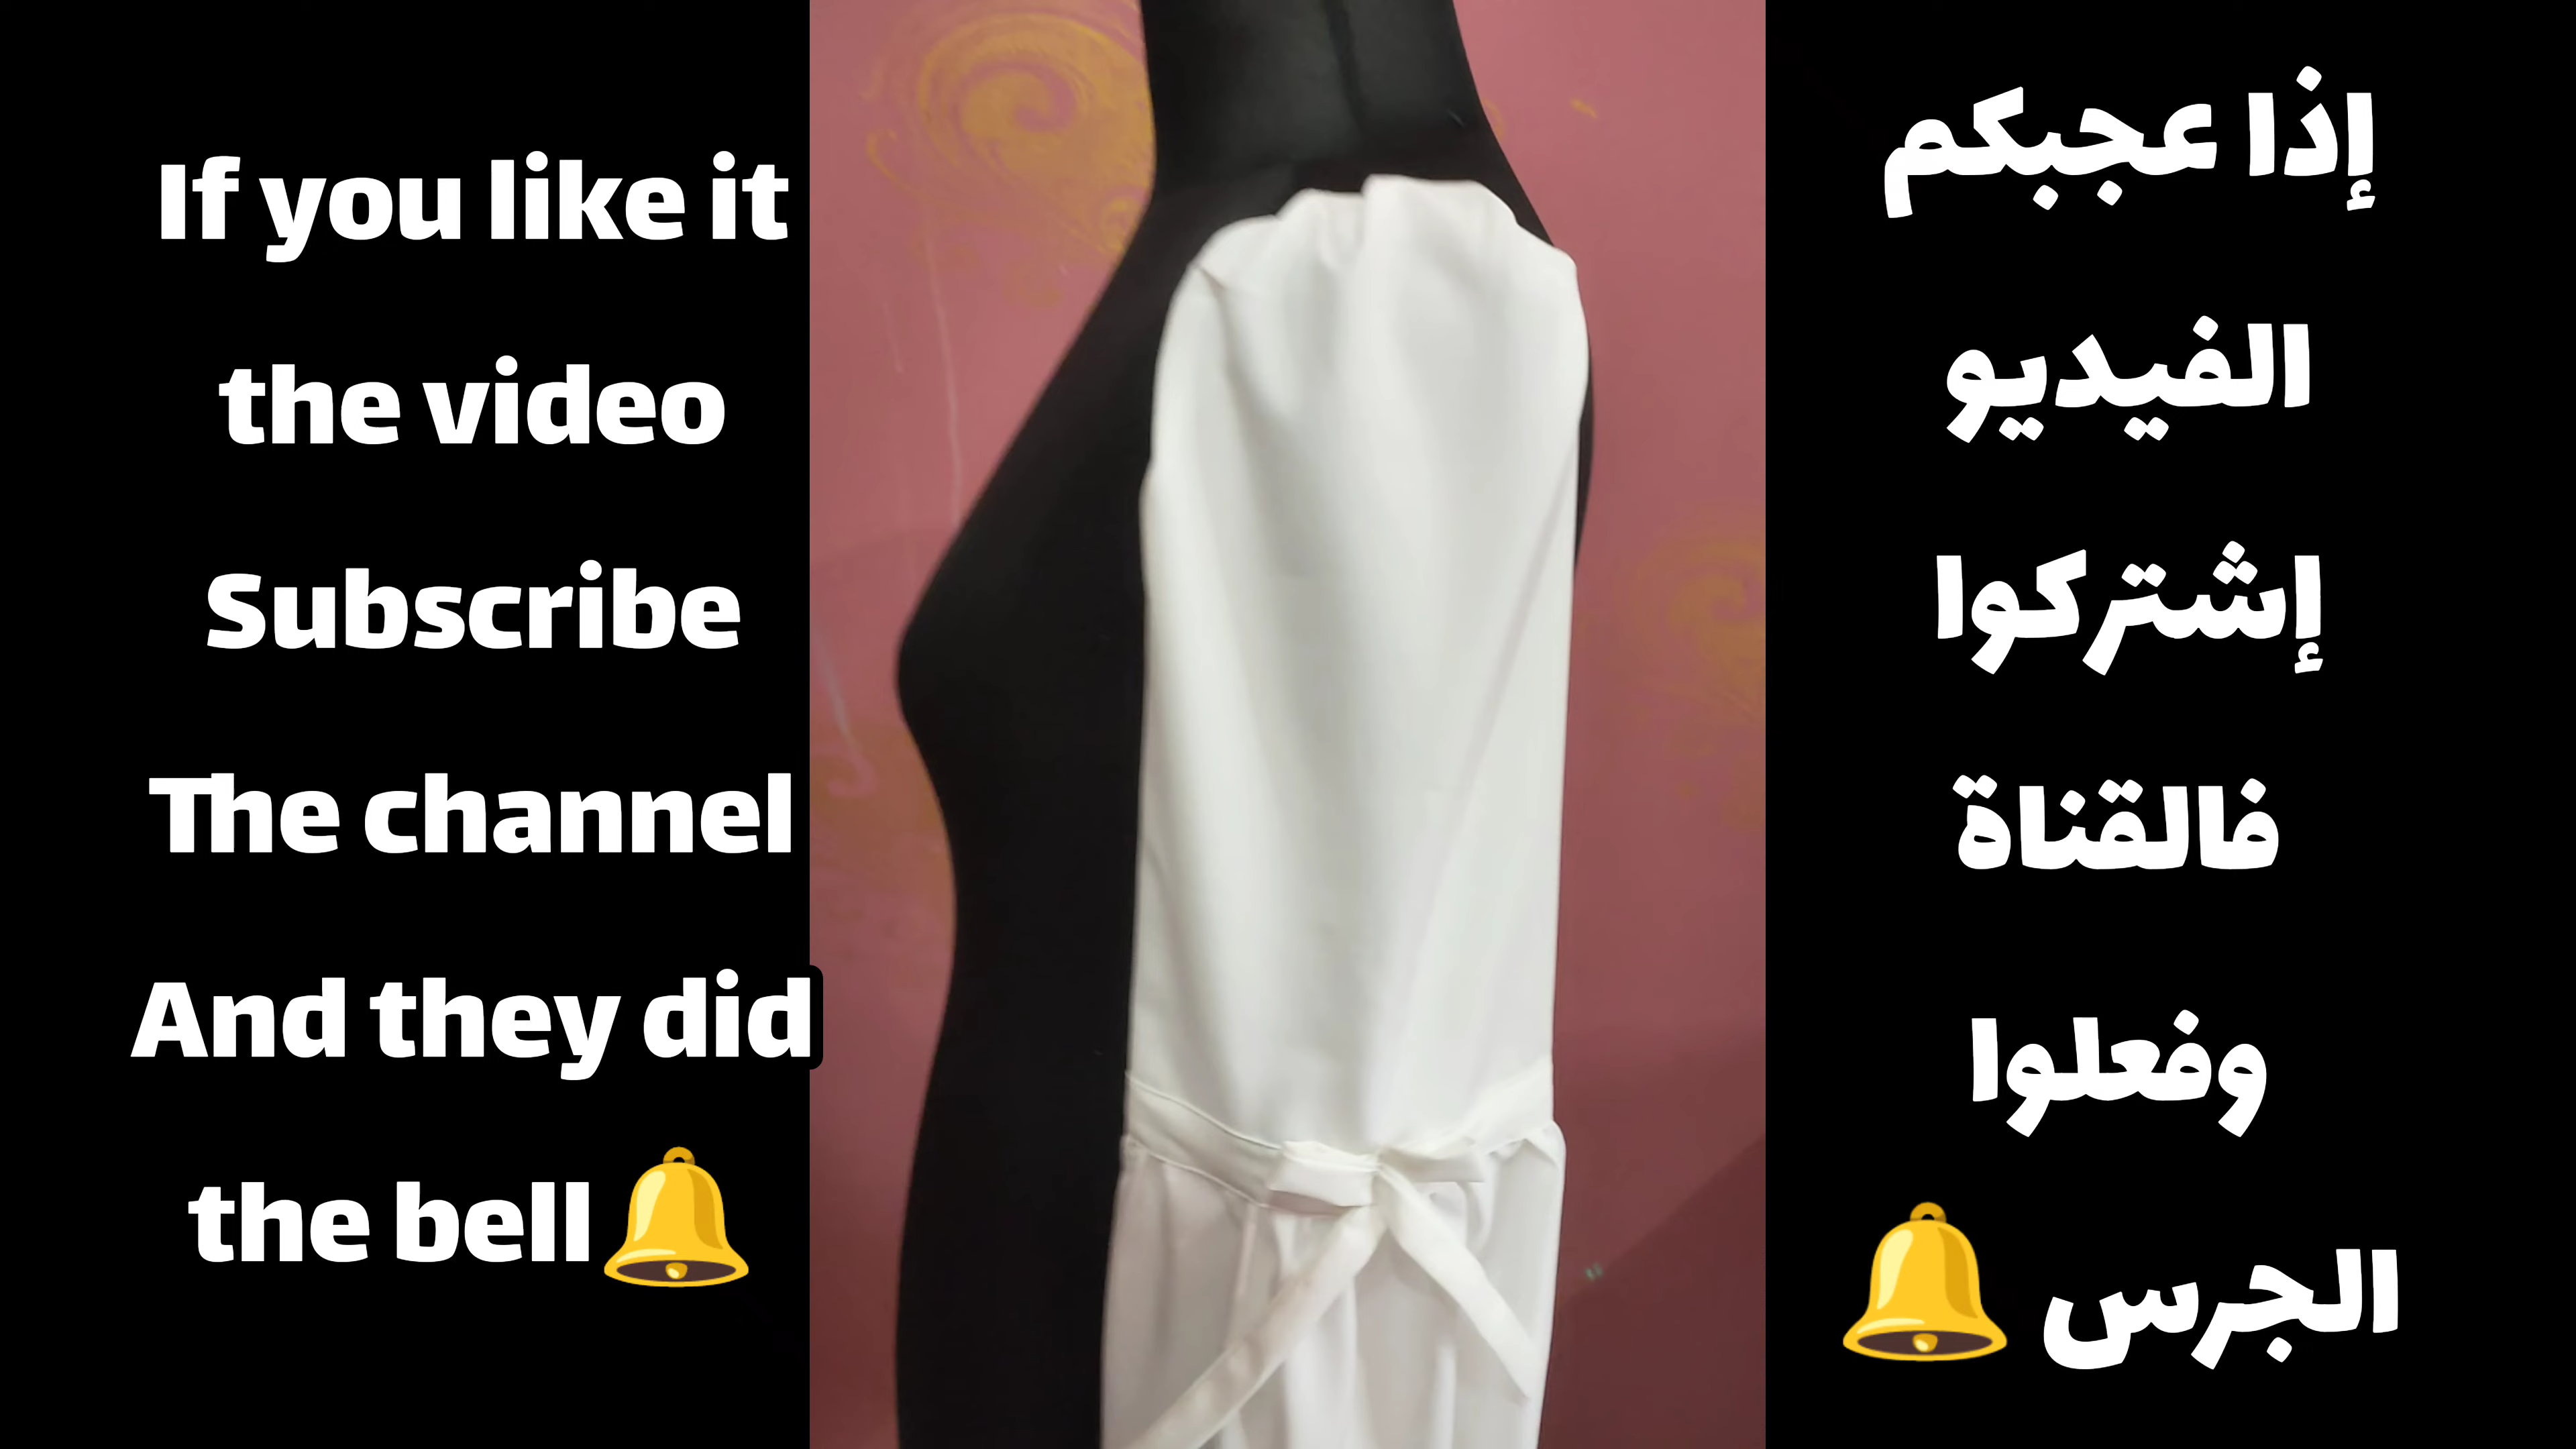 If you like it
the video
Subscribe
The channel
And they did
the bell🔔
إذا عجبكم
الفيديو
إشتركوا
فالقناة
وفعلوا
الجرس 🔔